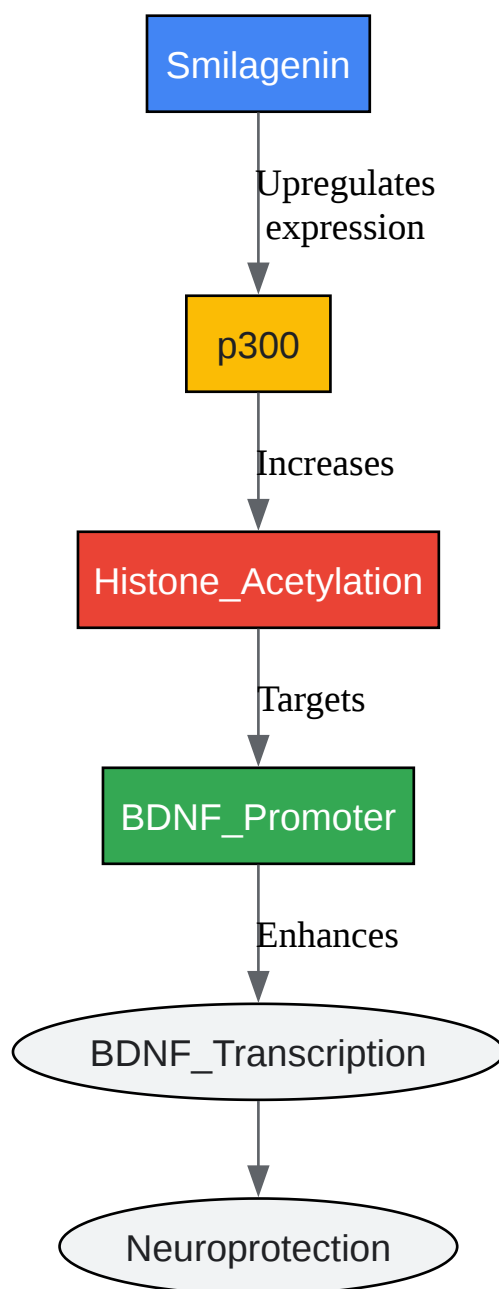 Smilagenin
Upregulates
expression
p300
Increases
Histone_Acetylation
Targets
BDNF_Promoter
Enhances
BDNF_Transcription
Neuroprotection